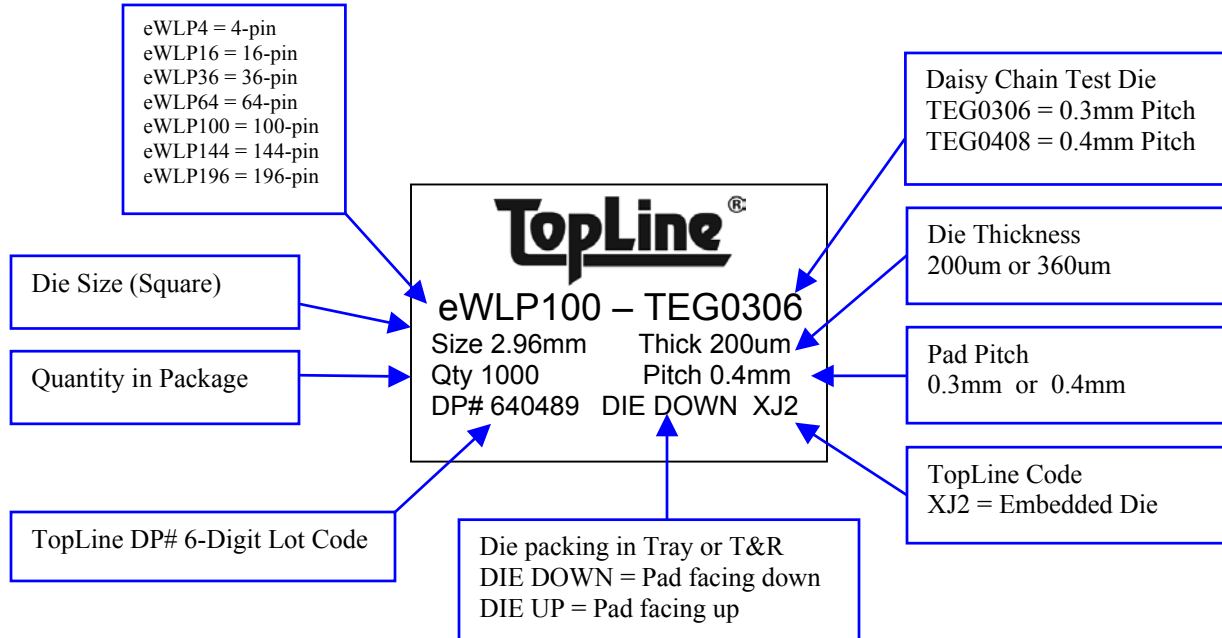 eWLP4 = 4-pin
eWLP16 = 16-pin
eWLP36 = 36-pin
eWLP64 = 64-pin
eWLP100 = 100-pin
eWLP144 = 144-pin
eWLP196 = 196-pin
Daisy Chain Test Die
TEG0306 = 0.3mm Pitch
TEG0408 = 0.4mm Pitch
Die Size (Square)
Quantity in Package
TopLine®
eWLP100 – TEG0306
Size 2.96mm Thick 200um
Qty 1000 Pitch 0.4mm
DP# 640489 DIE DOWN XJ2
Die Thickness
200um or 360um
Pad Pitch
0.3mm or 0.4mm
TopLine Code
XJ2 = Embedded Die
TopLine DP# 6-Digit Lot Code
Die packing in Tray or T&R
DIE DOWN = Pad facing down
DIE UP = Pad facing up